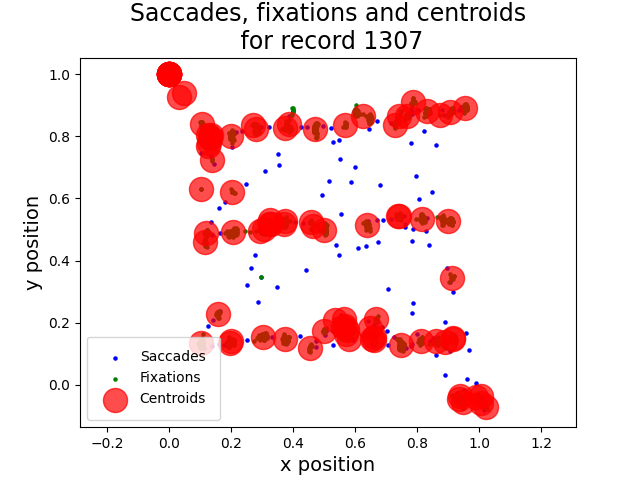 Saccades, fixations and centroids
for record 1307
y position
1.0
0.8
0.6
0.4
0.2
0.0
Saccades
Fixations
Centroids
−0.2
0.0
0.2
0.4
0.6
0.8
1.0
1.2
x position